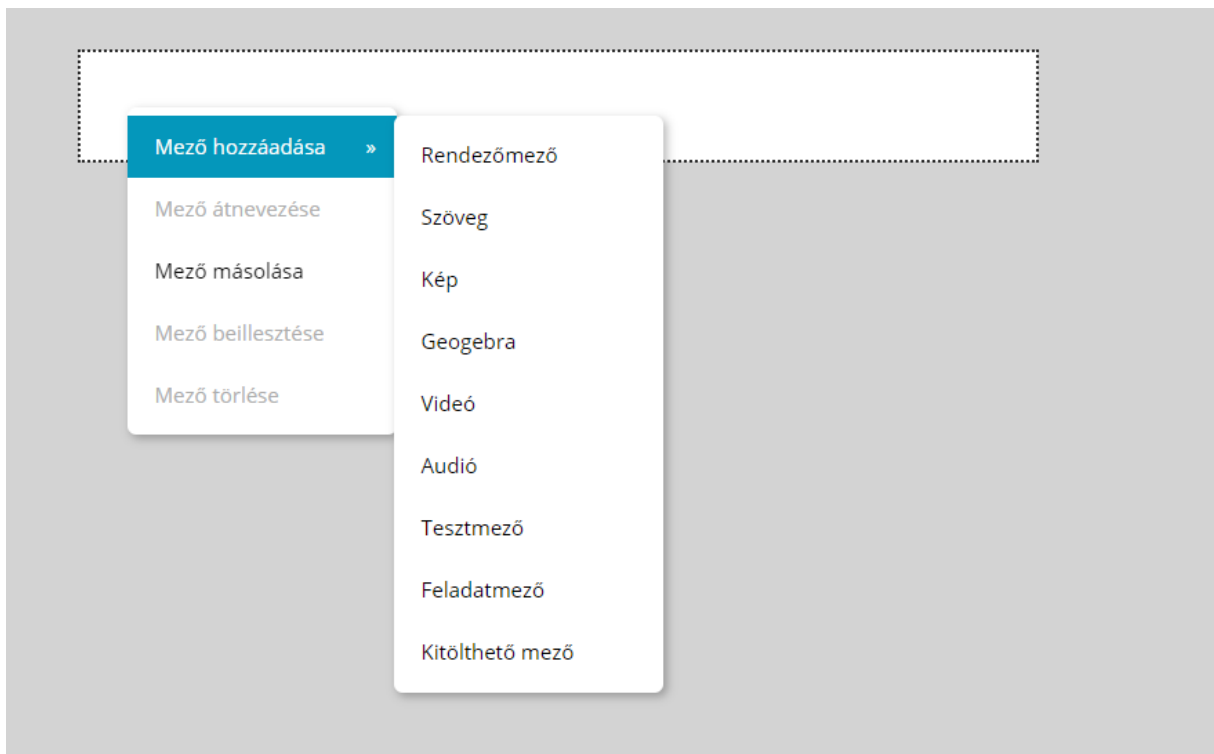 Mező hozzáadása »
Mező átnevezése
Mező másolása
Mező beillesztése
Mező törlése
Rendezőmező
Szöveg
Kép
Geogebra
Videó
Audió
Tesztmező
Feladatmező
Kitölthető mező